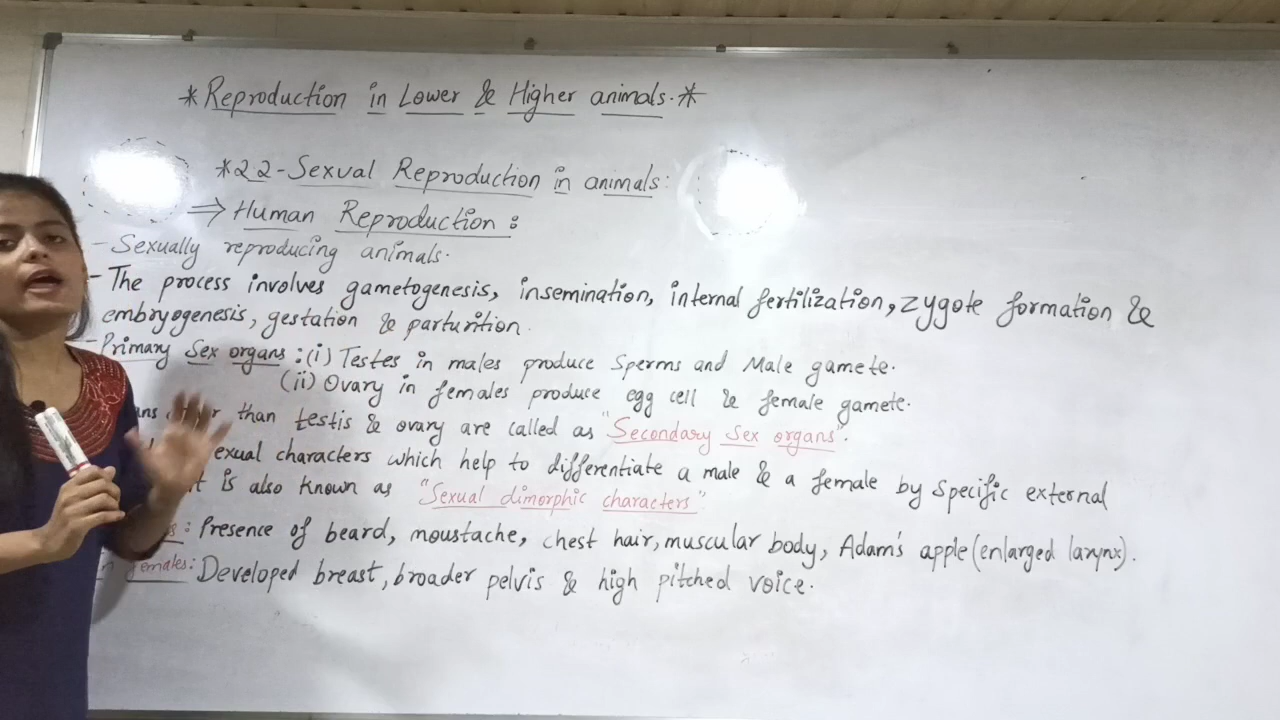 *Reproduction in Lower & Higher animals.*
*2.2-Sexual Reproduction in animals:
⇒ Human Reproduction:
- Sexually reproducing animals.
- The process involves gametogenesis, insemination, internal fertilization, zygote formation &
embryogenesis, gestation & parturition.
- Primary Sex organs: (i) Testes in males produce Sperms and Male gamete.
(ii) Ovary in females produce egg cell & female gamete.
than testis & ovary are called as "Secondary Sex organs".
characters which help to differentiate a male & a female by specific external
is also known as "Sexual dimorphic characters"
: Presence of beard, moustache, chest hair, muscular body, Adam's apple (enlarged larynx).
females: Developed breast, broader pelvis & high pitched voice.